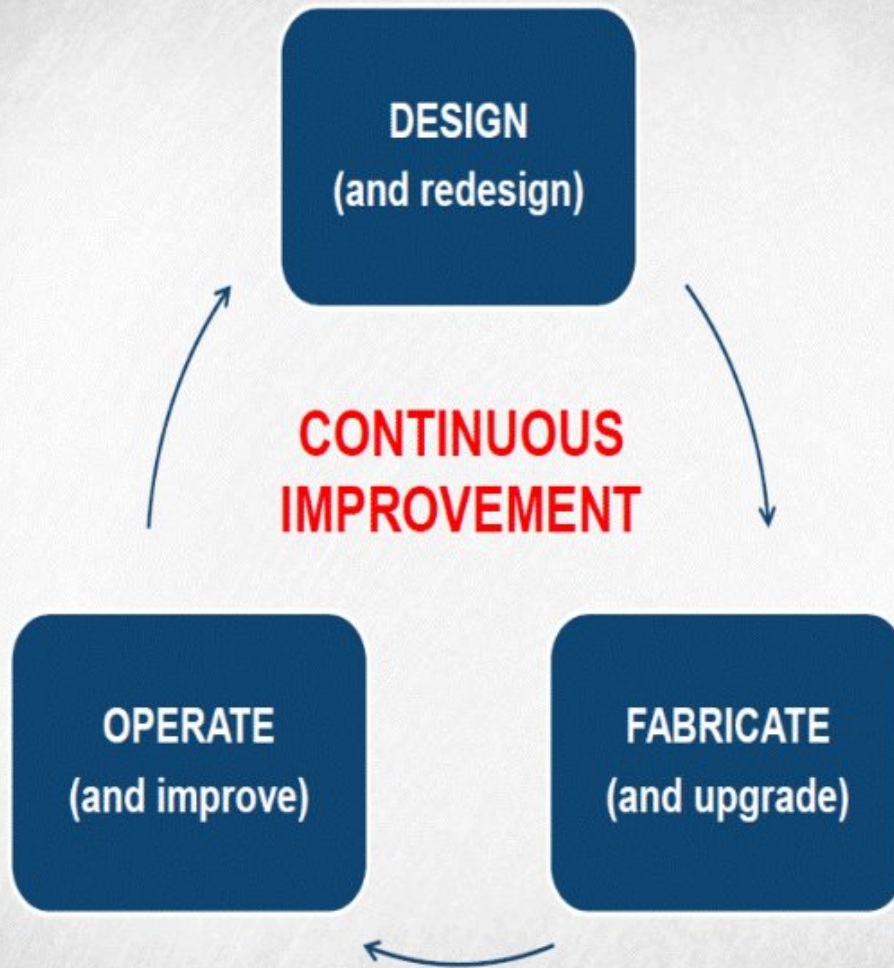 DESIGN
(and redesign)
CONTINUOUS
IMPROVEMENT
OPERATE
(and improve)
FABRICATE
(and upgrade)